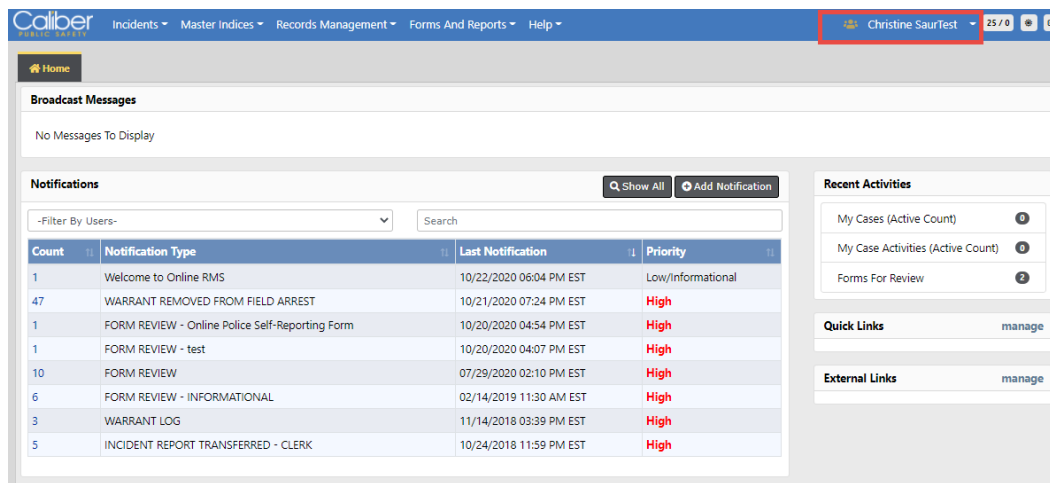 Caliber Incidents Master Indices Records Management Forms And Reports Help Christine SaurTest 25 / 0
PUBLIC SAFETY
Home
Broadcast Messages
No Messages To Display
Notifications Show All Add Notification
-Filter By Users- Search
Count Notification Type Last Notification Priority
1 Welcome to Online RMS 10/22/2020 06:04 PM EST Low/Informational
47 WARRANT REMOVED FROM FIELD ARREST 10/21/2020 07:24 PM EST High
1 FORM REVIEW - Online Police Self-Reporting Form 10/20/2020 04:54 PM EST High
1 FORM REVIEW - test 10/20/2020 04:07 PM EST High
10 FORM REVIEW 07/29/2020 02:10 PM EST High
6 FORM REVIEW - INFORMATIONAL 02/14/2019 11:30 AM EST High
3 WARRANT LOG 11/14/2018 03:39 PM EST High
5 INCIDENT REPORT TRANSFERRED - CLERK 10/24/2018 11:59 PM EST High
Recent Activities
My Cases (Active Count) 0
My Case Activities (Active Count) 0
Forms For Review 2
Quick Links manage
External Links manage